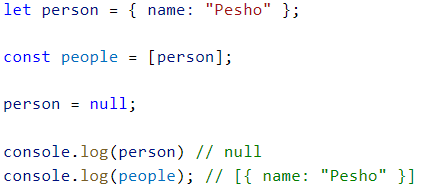 let person = { name: "Pesho" };
const people = [person];
person = null;
console.log(person) // null
console.log(people); // [{ name: "Pesho" }]